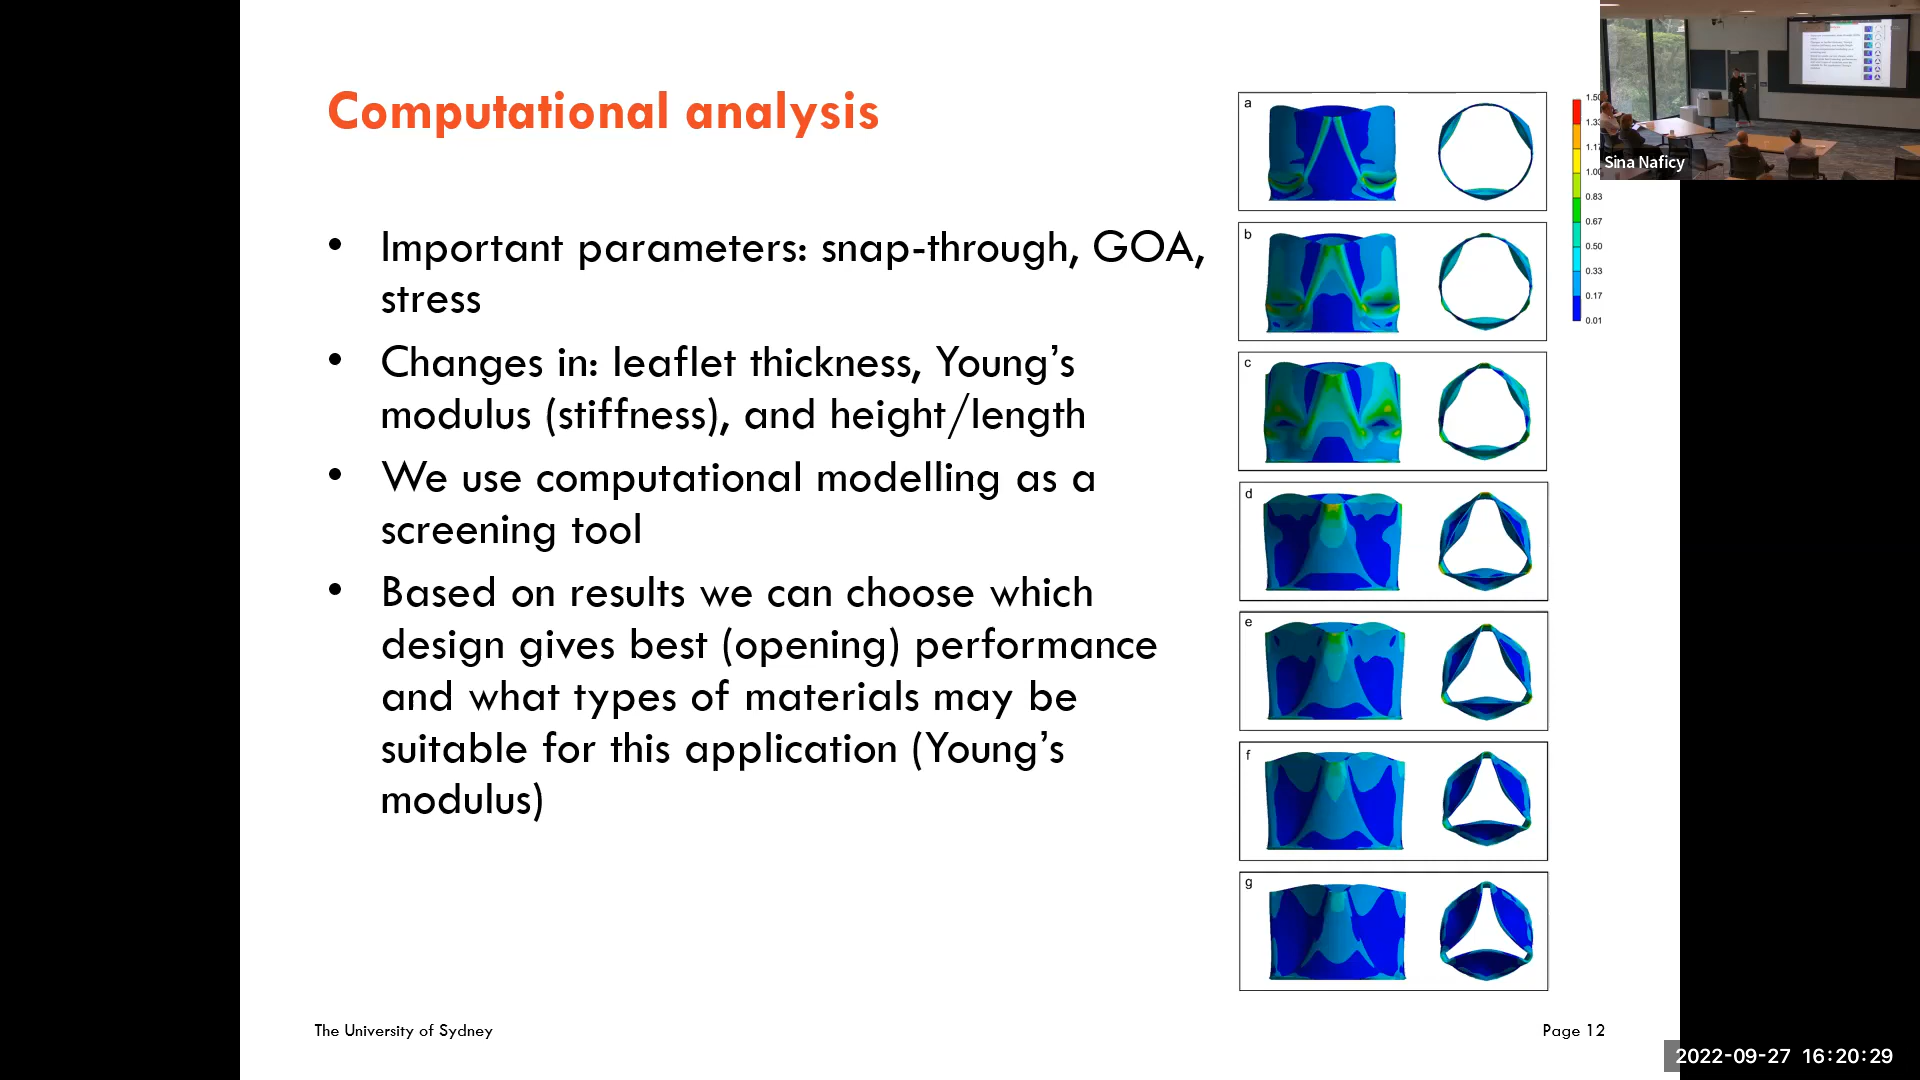 Computational analysis
• Important parameters: snap-through, GOA,
stress
• Changes in: leaflet thickness, Young’s
modulus (stiffness), and height/length
• We use computational modelling as a
screening tool
• Based on results we can choose which
design gives best (opening) performance
and what types of materials may be
suitable for this application (Young’s
modulus)
a
b
c
d
e
f
g
0.83
0.67
0.50
0.33
0.17
0.01
Sina Naficy
The University of Sydney
Page 12
2022-09-27 16:20:29